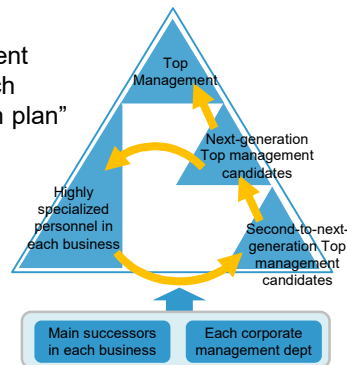 ent
ch
n plan”
Top
Management
Next-generation
Top management
candidates
Highly
specialized
personnel in
each business
Second-to-next-
generation Top
management
candidates
Main successors
in each business
Each corporate
management dept